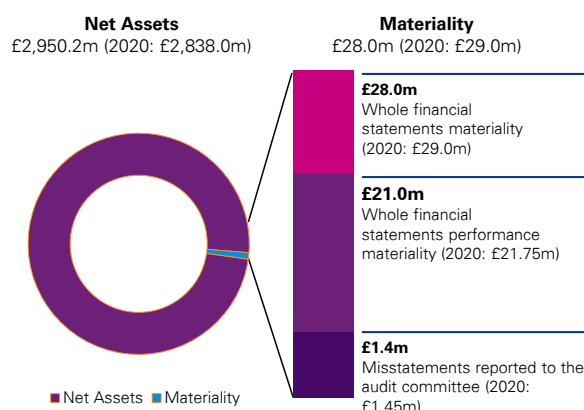 Net Assets
£2,950.2m (2020: £2,838.0m)
Materiality
£28.0m (2020: £29.0m)
£28.0m
Whole financial
statements materiality
(2020: £29.0m)
£21.0m
Whole financial
statements performance
materiality (2020: £21.75m)
£1.4m
Misstatements reported to the
audit committee (2020:
£1.45m)
Net Assets
Materiality